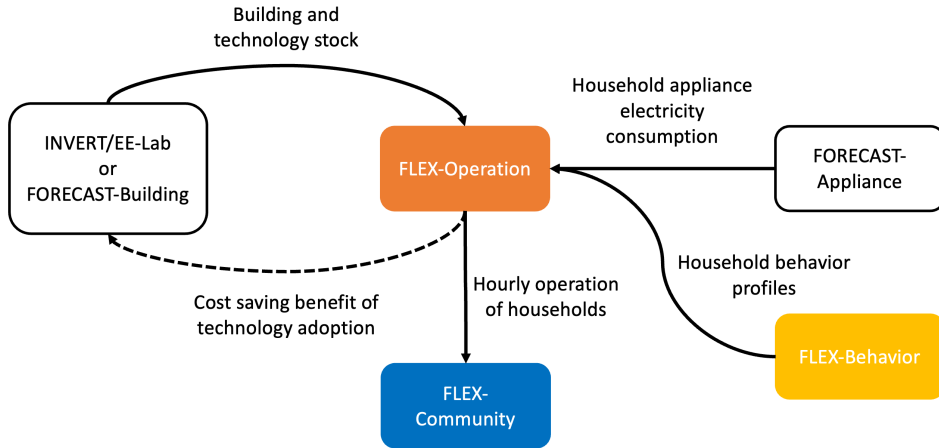 Building and
technology stock
INVERT/EE-Lab
or
FORECAST-Building
FLEX-Operation
Household appliance
electricity
consumption
FORECAST-
Appliance
Cost saving benefit of
technology adoption
Hourly operation
of households
Household behavior
profiles
FLEX-Behavior
FLEX-
Community